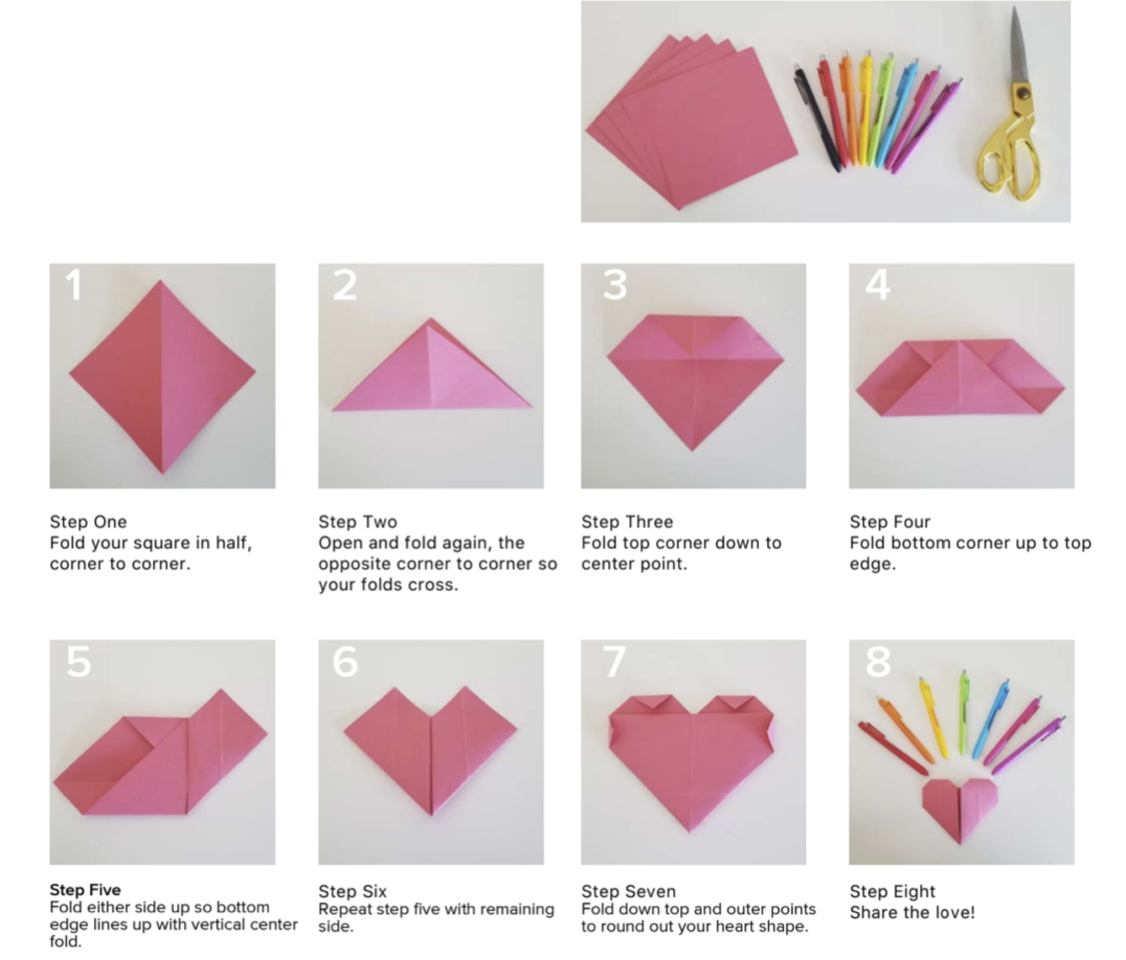 1
2
3
4
Step One
Fold your square in half,
corner to corner.
Step Two
Open and fold again, the
opposite corner to corner so
your folds cross.
Step Three
Fold top corner down to
center point.
Step Four
Fold bottom corner up to top
edge.
5
6
7
8
Step Five
Fold either side up so bottom
edge lines up with vertical center
fold.
Step Six
Repeat step five with remaining
side.
Step Seven
Fold down top and outer points
to round out your heart shape.
Step Eight
Share the love!